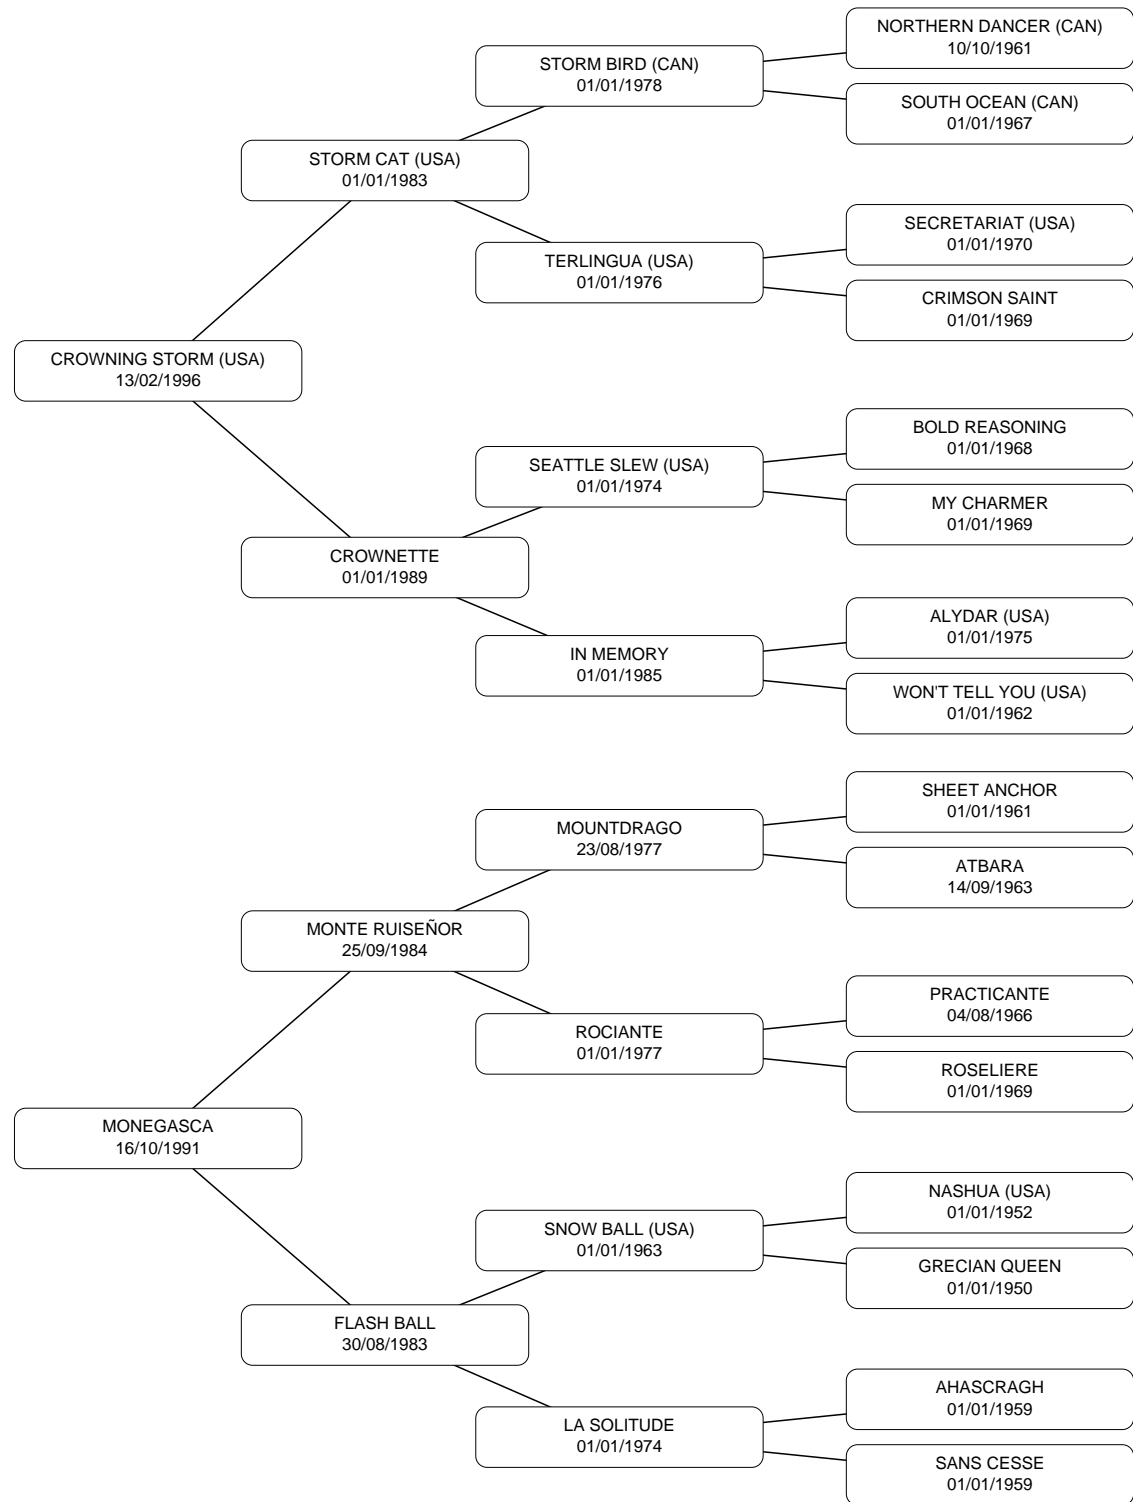 NORTHERN DANCER (CAN)
10/10/1961
STORM BIRD (CAN)
01/01/1978
SOUTH OCEAN (CAN)
01/01/1967
STORM CAT (USA)
01/01/1983
SECRETARIAT (USA)
01/01/1970
TERLINGUA (USA)
01/01/1976
CRIMSON SAINT
01/01/1969
CROWNING STORM (USA)
13/02/1996
BOLD REASONING
01/01/1968
SEATTLE SLEW (USA)
01/01/1974
MY CHARMER
01/01/1969
CROWNETTE
01/01/1989
ALYDAR (USA)
01/01/1975
IN MEMORY
01/01/1985
WON'T TELL YOU (USA)
01/01/1962
SHEET ANCHOR
01/01/1961
MOUNTDRAGO
23/08/1977
ATBARA
14/09/1963
MONTE RUISEÑOR
25/09/1984
PRACTICANTE
04/08/1966
ROCIANTE
01/01/1977
ROSELIERE
01/01/1969
MONEGASCA
16/10/1991
NASHUA (USA)
01/01/1952
SNOW BALL (USA)
01/01/1963
GRECIAN QUEEN
01/01/1950
FLASH BALL
30/08/1983
AHASCRAGH
01/01/1959
LA SOLITUDE
01/01/1974
SANS CESSE
01/01/1959